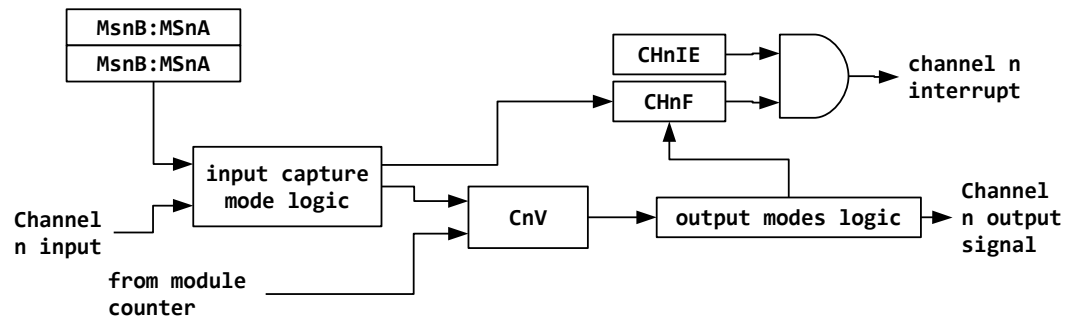 MsnB:MSnA
MsnB:MSnA
CHnIE
CHnF
channel n
interrupt
input capture
mode logic
Channel
n input
CnV
output modes logic
Channel
n output
signal
from module
counter